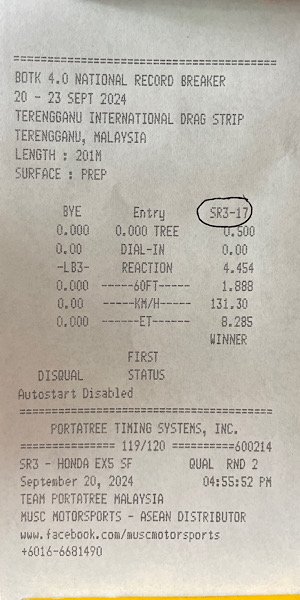 ================================
BOTK 4.0 NATIONAL RECORD BREAKER
20 - 23 SEPT 2024
TERENGGANU INTERNATIONAL DRAG STRIP
TERENGGANU, MALAYSIA
LENGTH : 201M
SURFACE : PREP
BYE Entry SR3-17
0.000 0.000 TREE 0.500
0.00 DIAL-IN 0.00
-LB3- REACTION 4.454
0.000 ------60FT----- 1.888
0.00 -----KM/H------ 131.30
0.000 ------ET------- 8.285
WINNER
FIRST
DISQUAL STATUS
Autostart Disabled
================================
PORTATREE TIMING SYSTEMS, INC.
=============== 119/120 ==========600214
SR3 - HONDA EX5 SF QUAL RND 2
September 20, 2024 04:55:52 PM
TEAM PORTATREE MALAYSIA
MUSC MOTORSPORTS - ASEAN DISTRIBUTOR
www.facebook.com/muscmotorsports
+6016-6681490